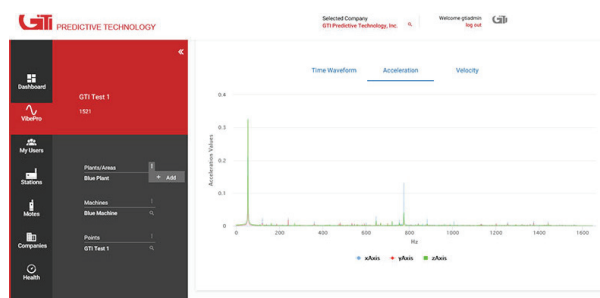 GTi PREDICTIVE TECHNOLOGY
Selected Company
GTI Predictive Technology, Inc.
Welcome gtiadmin
log out
GTi
Dashboard
VibePro
My Users
Stations
Motes
Companies
Health
GTI Test 1
1521
Plants/Areas
Blue Plant
+ Add
Machines
Blue Machine
Points
GTI Test 1
Time Waveform Acceleration Velocity
Acceleration Values
0.4
0.3
0.2
0.1
0
0 200 400 600 800 1000 1200 1400 1600
Hz
xAxis yAxis zAxis